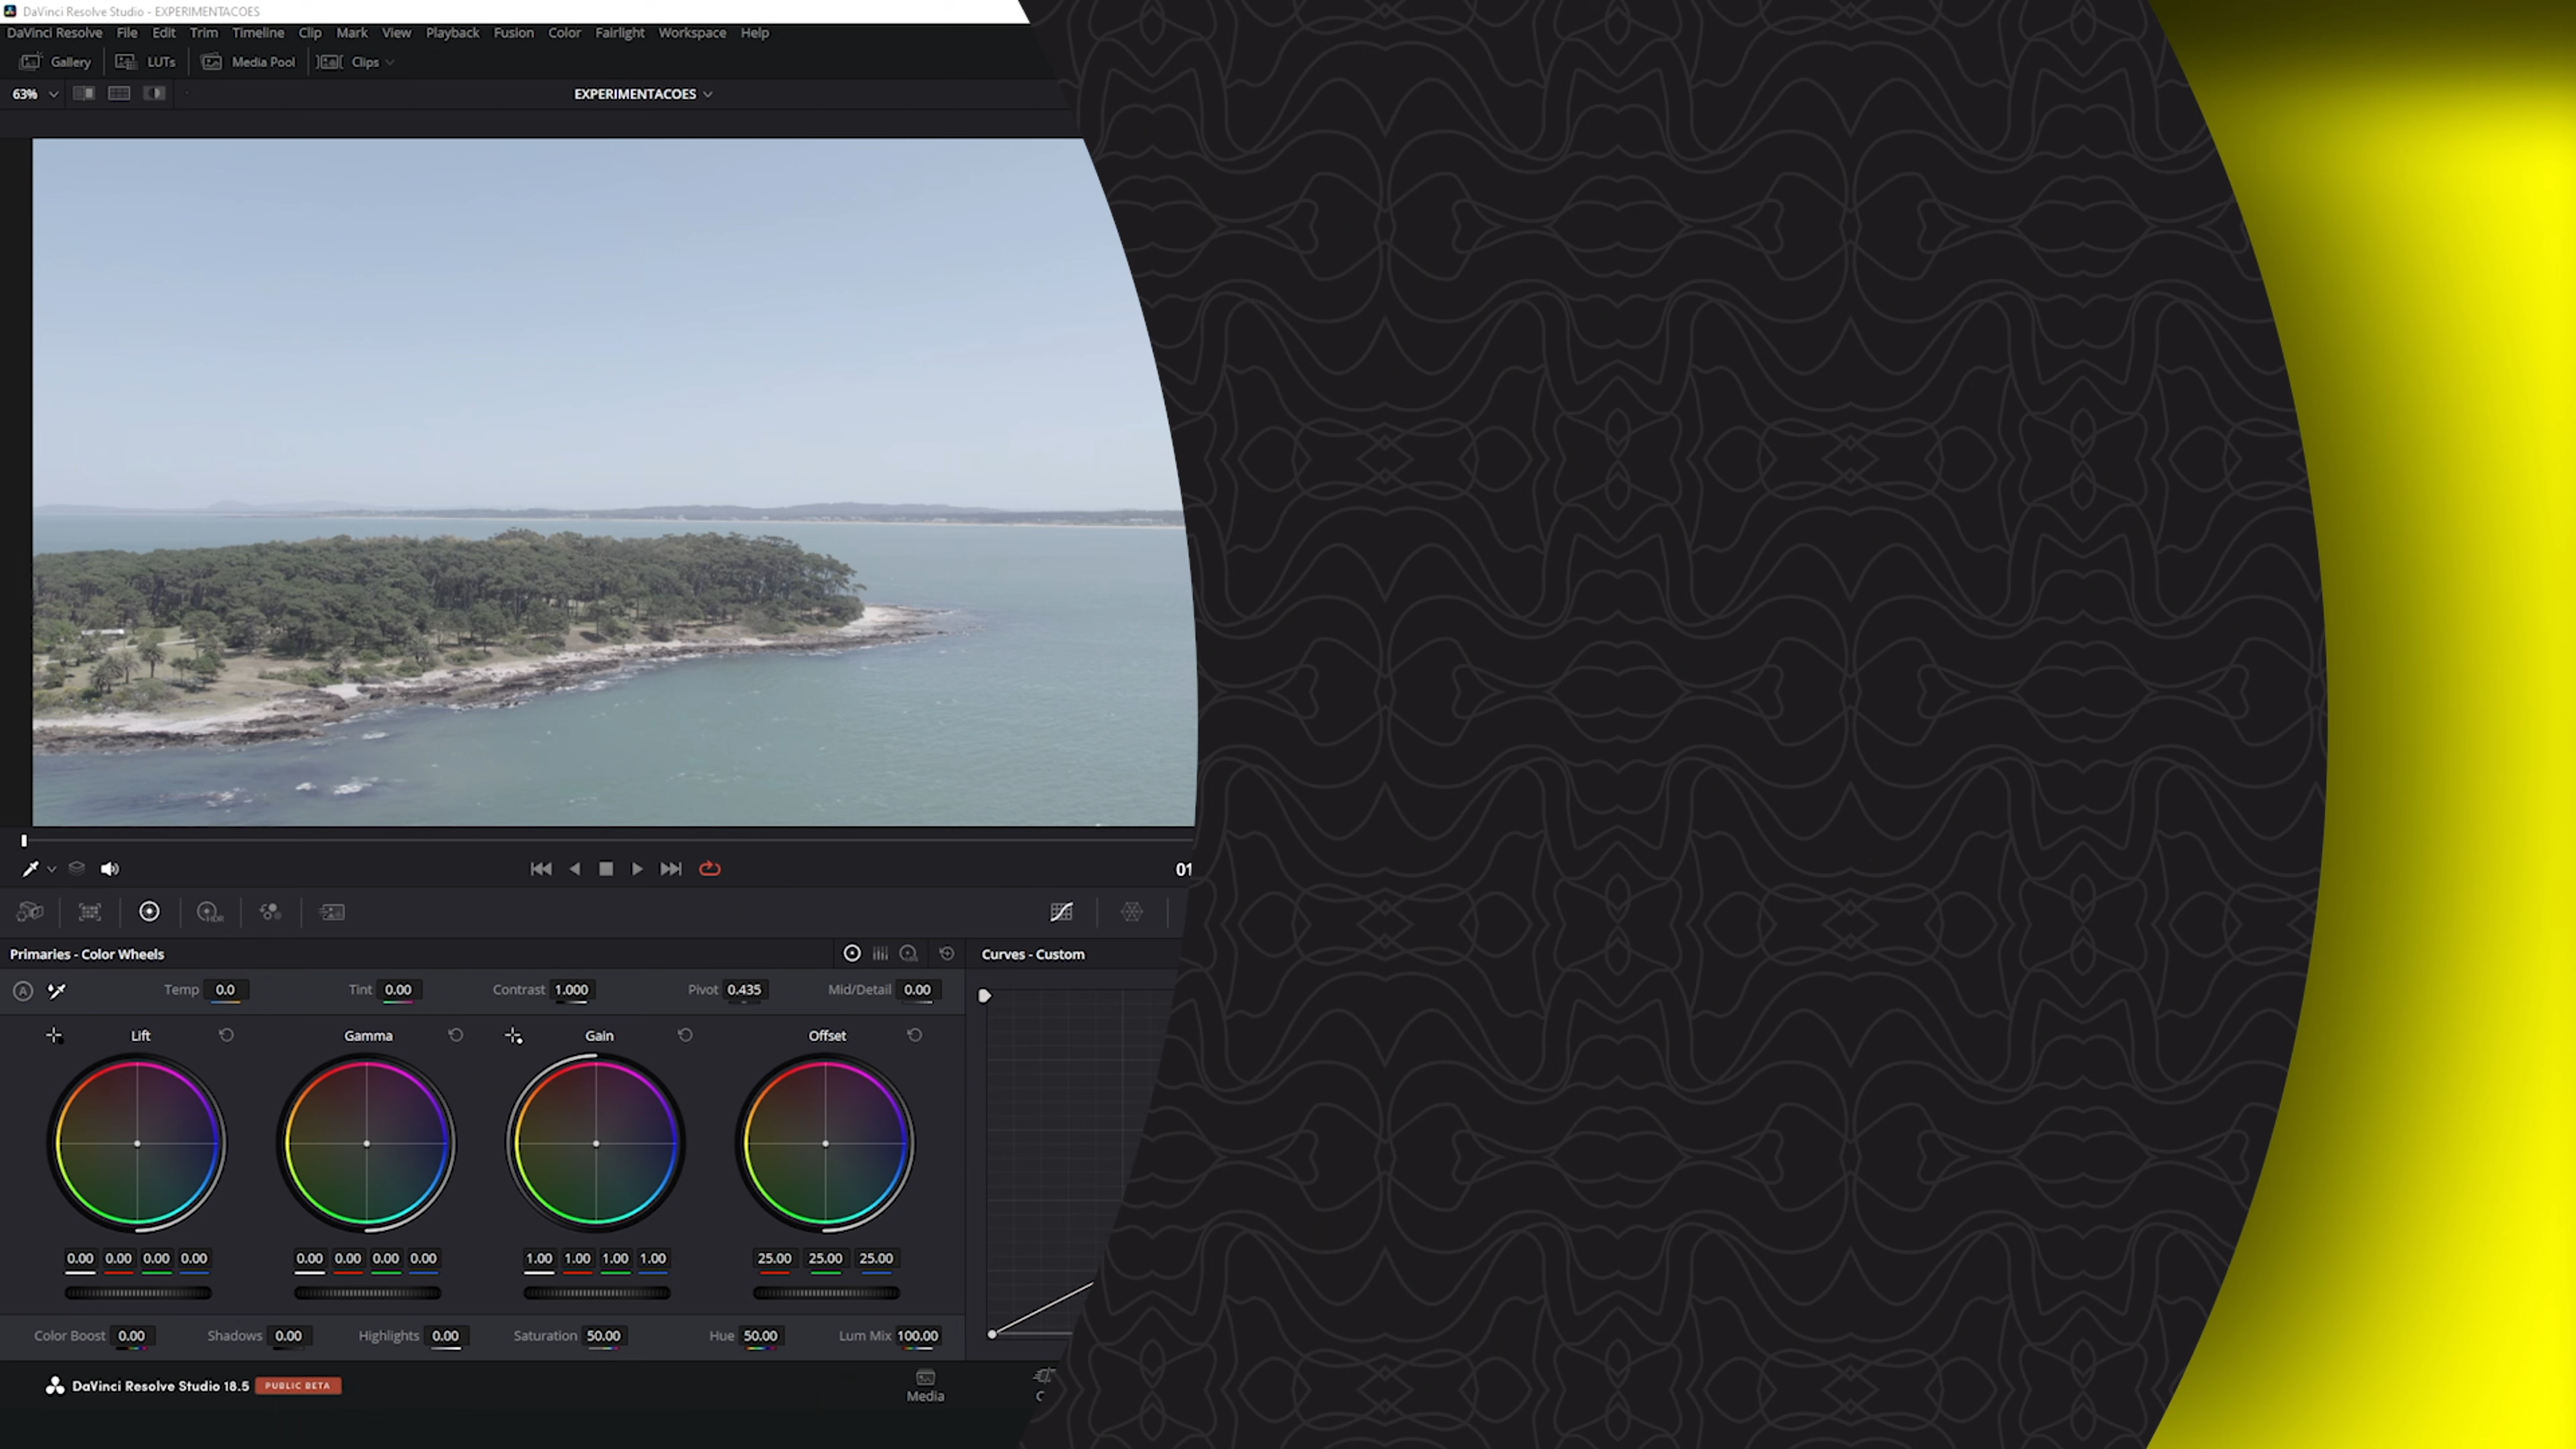 DaVinci Resolve Studio - EXPERIMENTACOES
DaVinci Resolve File Edit Trim Timeline Clip Mark View Playback Color Fusion Color Fairlight Workspace Help
Gallery LUTs Media Pool Clips
63% EXPERIMENTACOES
01
HDR
Primaries - Color Wheels Curves - Custom
A Temp 0.0 Tint 0.00 Contrast 1.000 Pivot 0.435 Mid/Detail 0.00
Lift Gamma Gain Offset
0.00 0.00 0.00 0.00 0.00 0.00 0.00 0.00 1.00 1.00 1.00 1.00 25.00 25.00 25.00
Color Boost 0.00 Shadows 0.00 Highlights 0.00 Saturation 50.00 Hue 50.00 Lum Mix 100.00
DaVinci Resolve Studio 18.5 PUBLIC BETA Media C